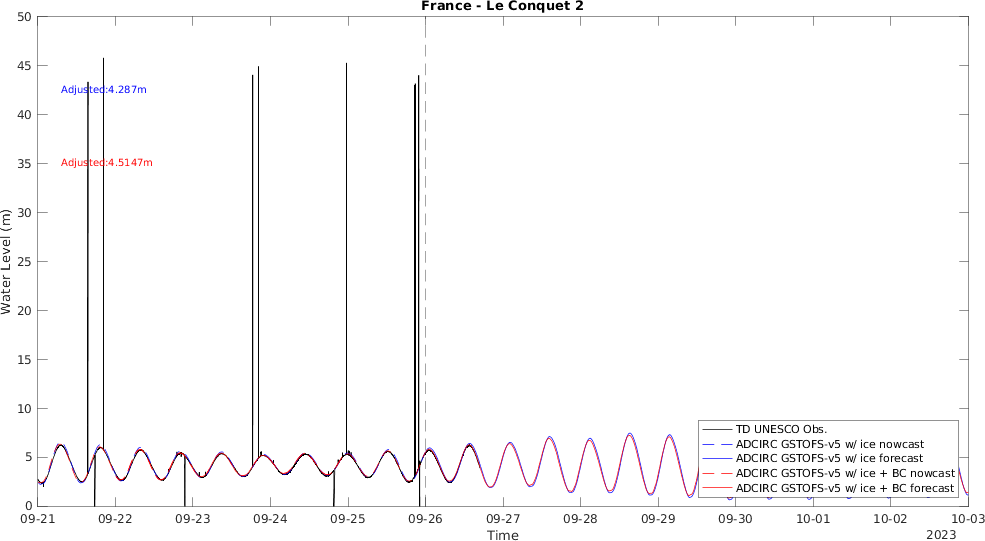 France - Le Conquet 2
50
45
40
35
30
25
20
15
10
5
0
Water Level (m)
Adjusted:4.287m
Adjusted:4.5147m
TD UNESCO Obs.
ADCIRC GSTOFS-v5 w/ ice nowcast
ADCIRC GSTOFS-v5 w/ ice forecast
ADCIRC GSTOFS-v5 w/ ice + BC nowcast
ADCIRC GSTOFS-v5 w/ ice + BC forecast
09-21 09-22 09-23 09-24 09-25 09-26 09-27 09-28 09-29 09-30 10-01 10-02 10-03
Time
2023